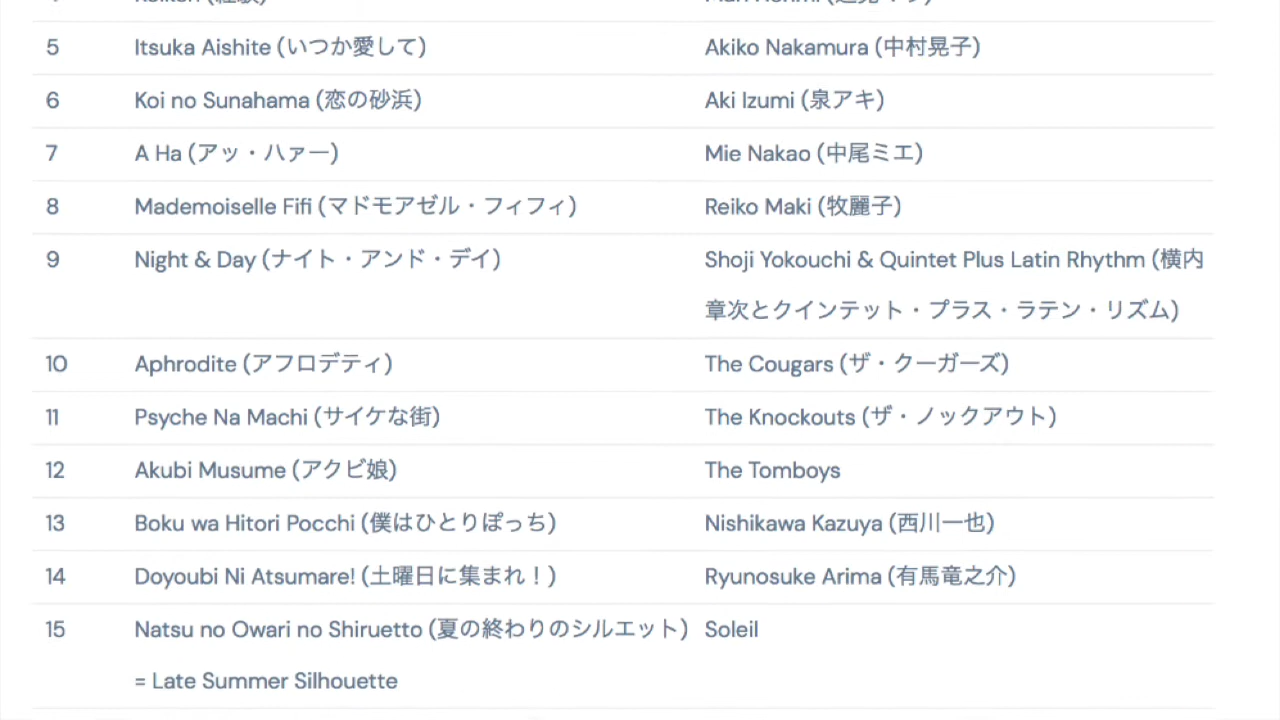 5 Itsuka Aishite (いつか愛して) Akiko Nakamura (中村晃子)
6 Koi no Sunahama (恋の砂浜) Aki Izumi (泉アキ)
7 A Ha (アッ・ハァー) Mie Nakao (中尾ミエ)
8 Mademoiselle Fifi (マドモアゼル・フィフィ) Reiko Maki (牧麗子)
9 Night & Day (ナイト・アンド・デイ) Shoji Yokouchi & Quintet Plus Latin Rhythm (横内
章次とクインテット・プラス・ラテン・リズム)
10 Aphrodite (アフロデティ) The Cougars (ザ・クーガーズ)
11 Psyche Na Machi (サイケな街) The Knockouts (ザ・ノックアウト)
12 Akubi Musume (アクビ娘) The Tomboys
13 Boku wa Hitori Pocchi (僕はひとりぽっち) Nishikawa Kazuya (西川一也)
14 Doyoubi Ni Atsumare! (土曜日に集まれ！) Ryunosuke Arima (有馬竜之介)
15 Natsu no Owari no Shiruetto (夏の終わりのシルエット) Soleil
= Late Summer Silhouette